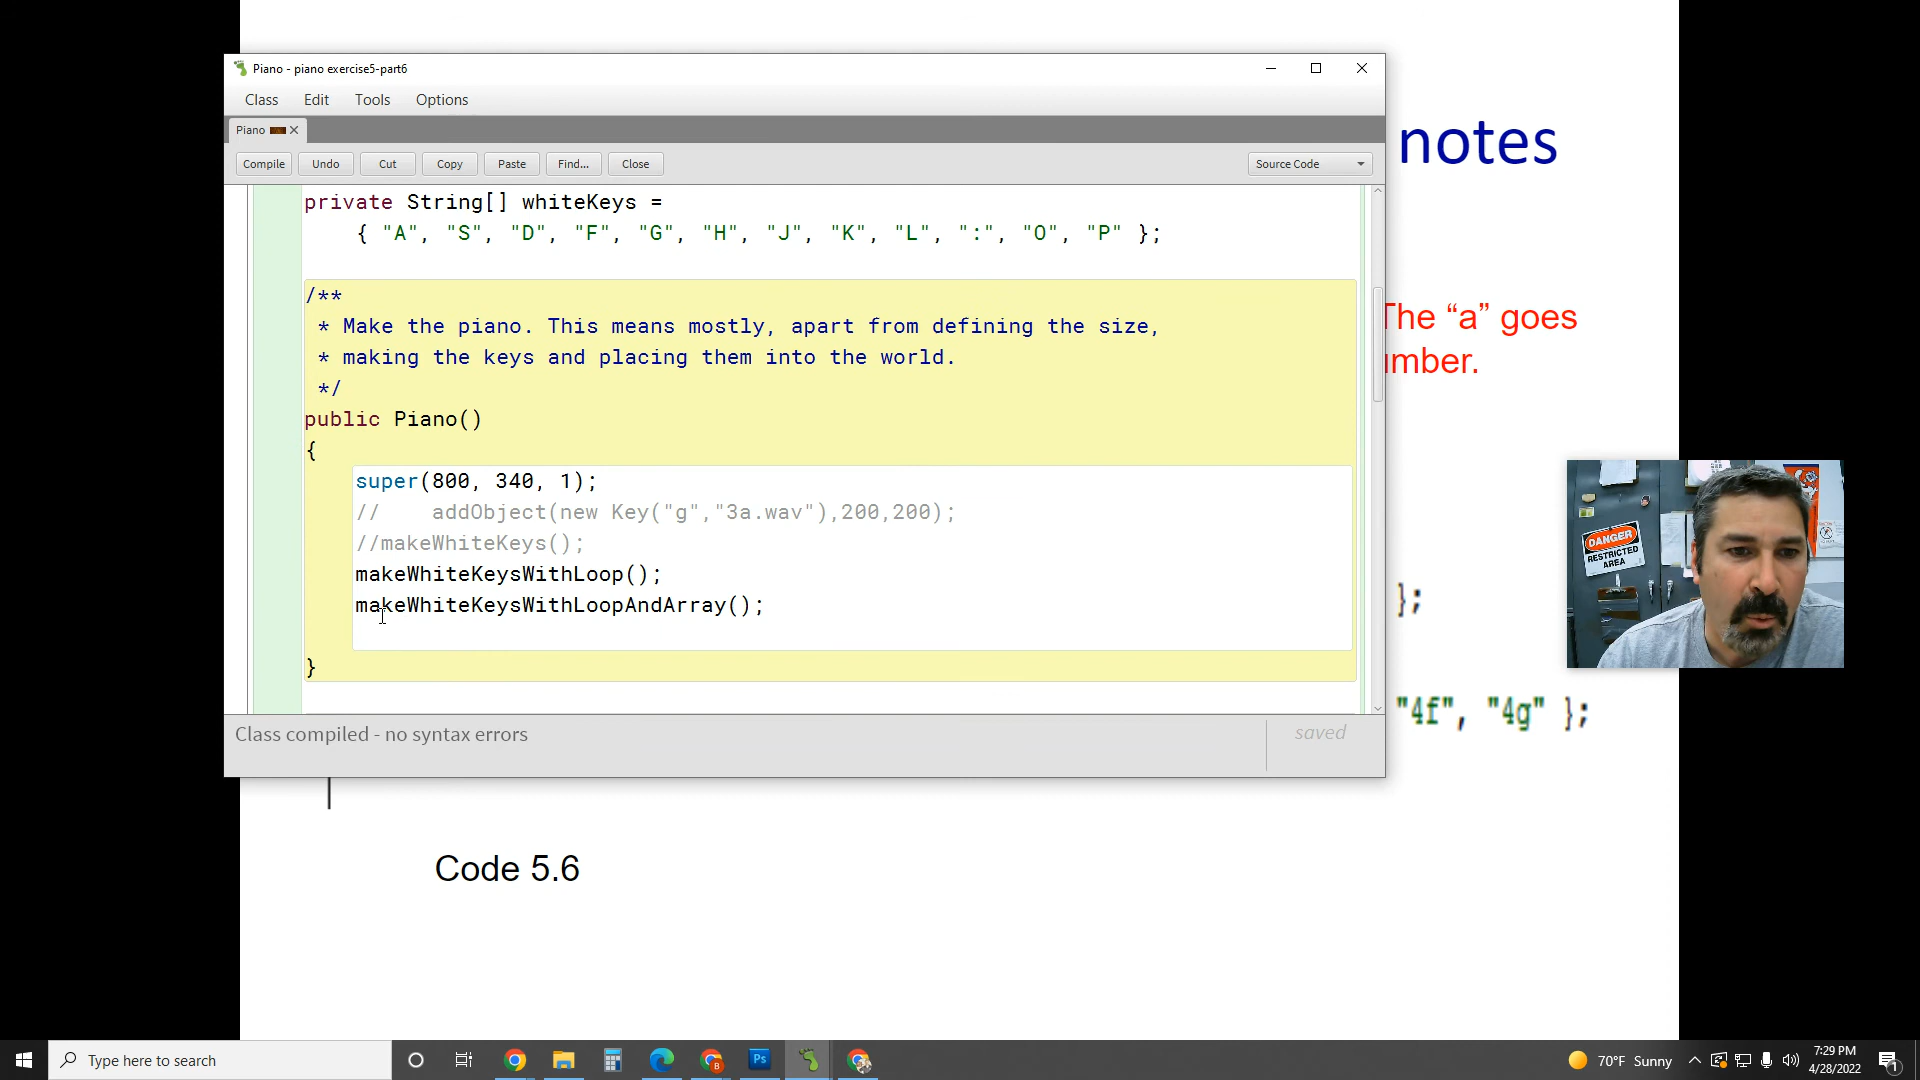 notes
The “a” goes
umber.
};
"4f", "4g" };
Code 5.6
Piano - piano exercise5-part6
Class Edit Tools Options
Piano
Compile Undo Cut Copy Paste Find... Close Source Code
private String[] whiteKeys =
{ "A", "S", "D", "F", "G", "H", "J", "K", "L", ":", "O", "P" };
/**
* Make the piano. This means mostly, apart from defining the size,
* making the keys and placing them into the world.
*/
public Piano()
{
super(800, 340, 1);
// addObject(new Key("g","3a.wav"),200,200);
//makeWhiteKeys();
makeWhiteKeysWithLoop();
makeWhiteKeysWithLoopAndArray();
}
Class compiled - no syntax errors
saved
DANGER
RESTRICTED
AREA
Type here to search
Ps
B
70°F Sunny
7:29 PM
4/28/2022
1